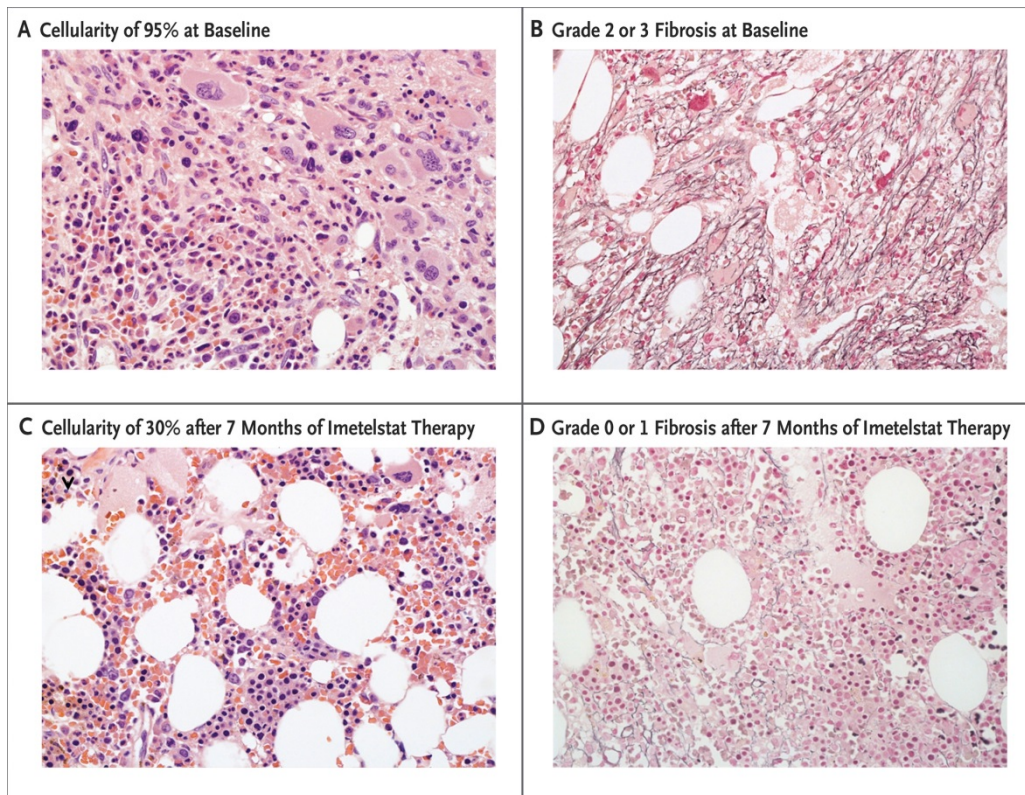 A Cellularity of 95% at Baseline
B Grade 2 or 3 Fibrosis at Baseline
C Cellularity of 30% after 7 Months of Imetelstat Therapy
D Grade 0 or 1 Fibrosis after 7 Months of Imetelstat Therapy